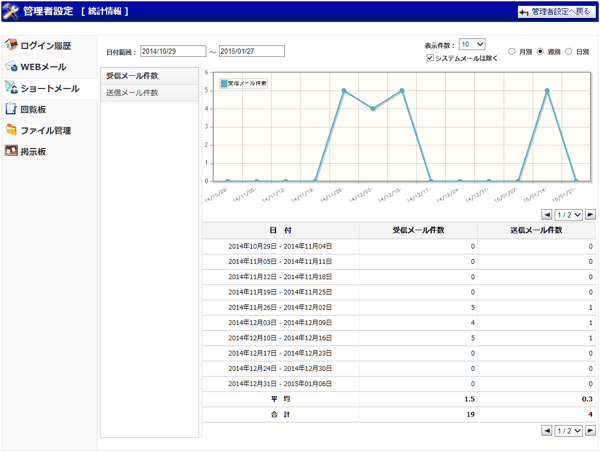 管理者設定 [ 統計情報 ]
管理者設定へ戻る
ログイン履歴
WEBメール
ショートメール
回覧板
ファイル管理
掲示板
日付範囲： 2014/10/29 ～ 2015/01/27
表示件数： 10
月別 週別 日別
システムメールは除く
受信メール件数
送信メール件数
受信メール件数
6
5
4
3
2
1
0
14/10/29- 14/11/05- 14/11/12- 14/11/19- 14/11/26- 14/12/03- 14/12/10- 14/12/17- 14/12/24- 14/12/31- 15/01/07- 15/01/14- 15/01/21-
1 / 2
日 付 受信メール件数 送信メール件数
2014年10月29日 - 2014年11月04日 0 0
2014年11月05日 - 2014年11月11日 0 0
2014年11月12日 - 2014年11月18日 0 0
2014年11月19日 - 2014年11月25日 0 0
2014年11月26日 - 2014年12月02日 5 1
2014年12月03日 - 2014年12月09日 4 1
2014年12月10日 - 2014年12月16日 5 1
2014年12月17日 - 2014年12月23日 0 0
2014年12月24日 - 2014年12月30日 0 0
2014年12月31日 - 2015年01月06日 0 0
平 均 1.5 0.3
合 計 19 4
1 / 2